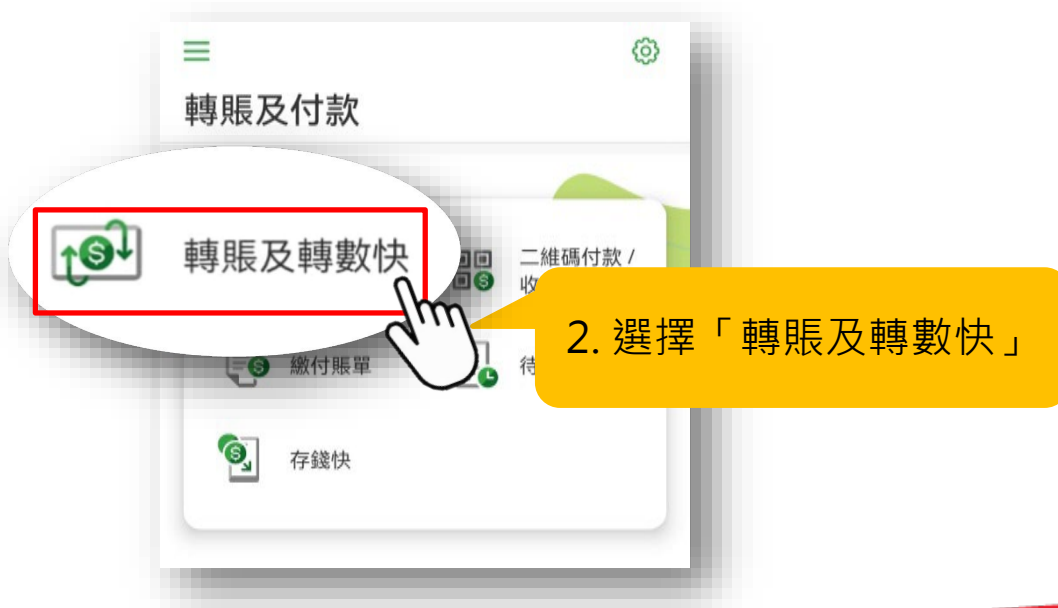 轉賬及付款
轉賬及轉數快
二維碼付款 /
收
2. 選擇「轉賬及轉數快」
繳付賬單
待
存錢快